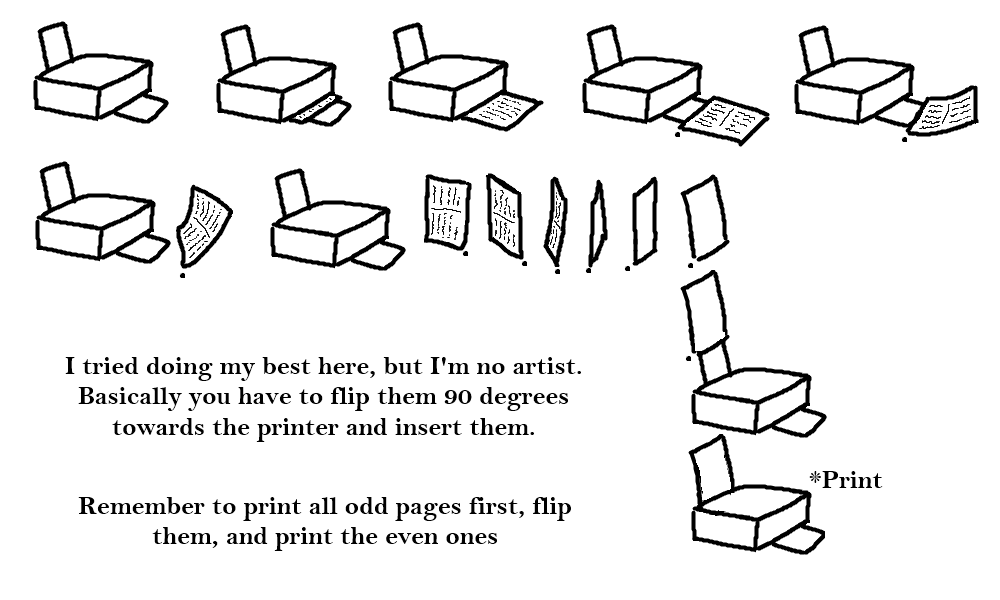 *Print
I tried doing my best here, but I'm no artist.
Basically you have to flip them 90 degrees
towards the printer and insert them.
Remember to print all odd pages first, flip
them, and print the even ones